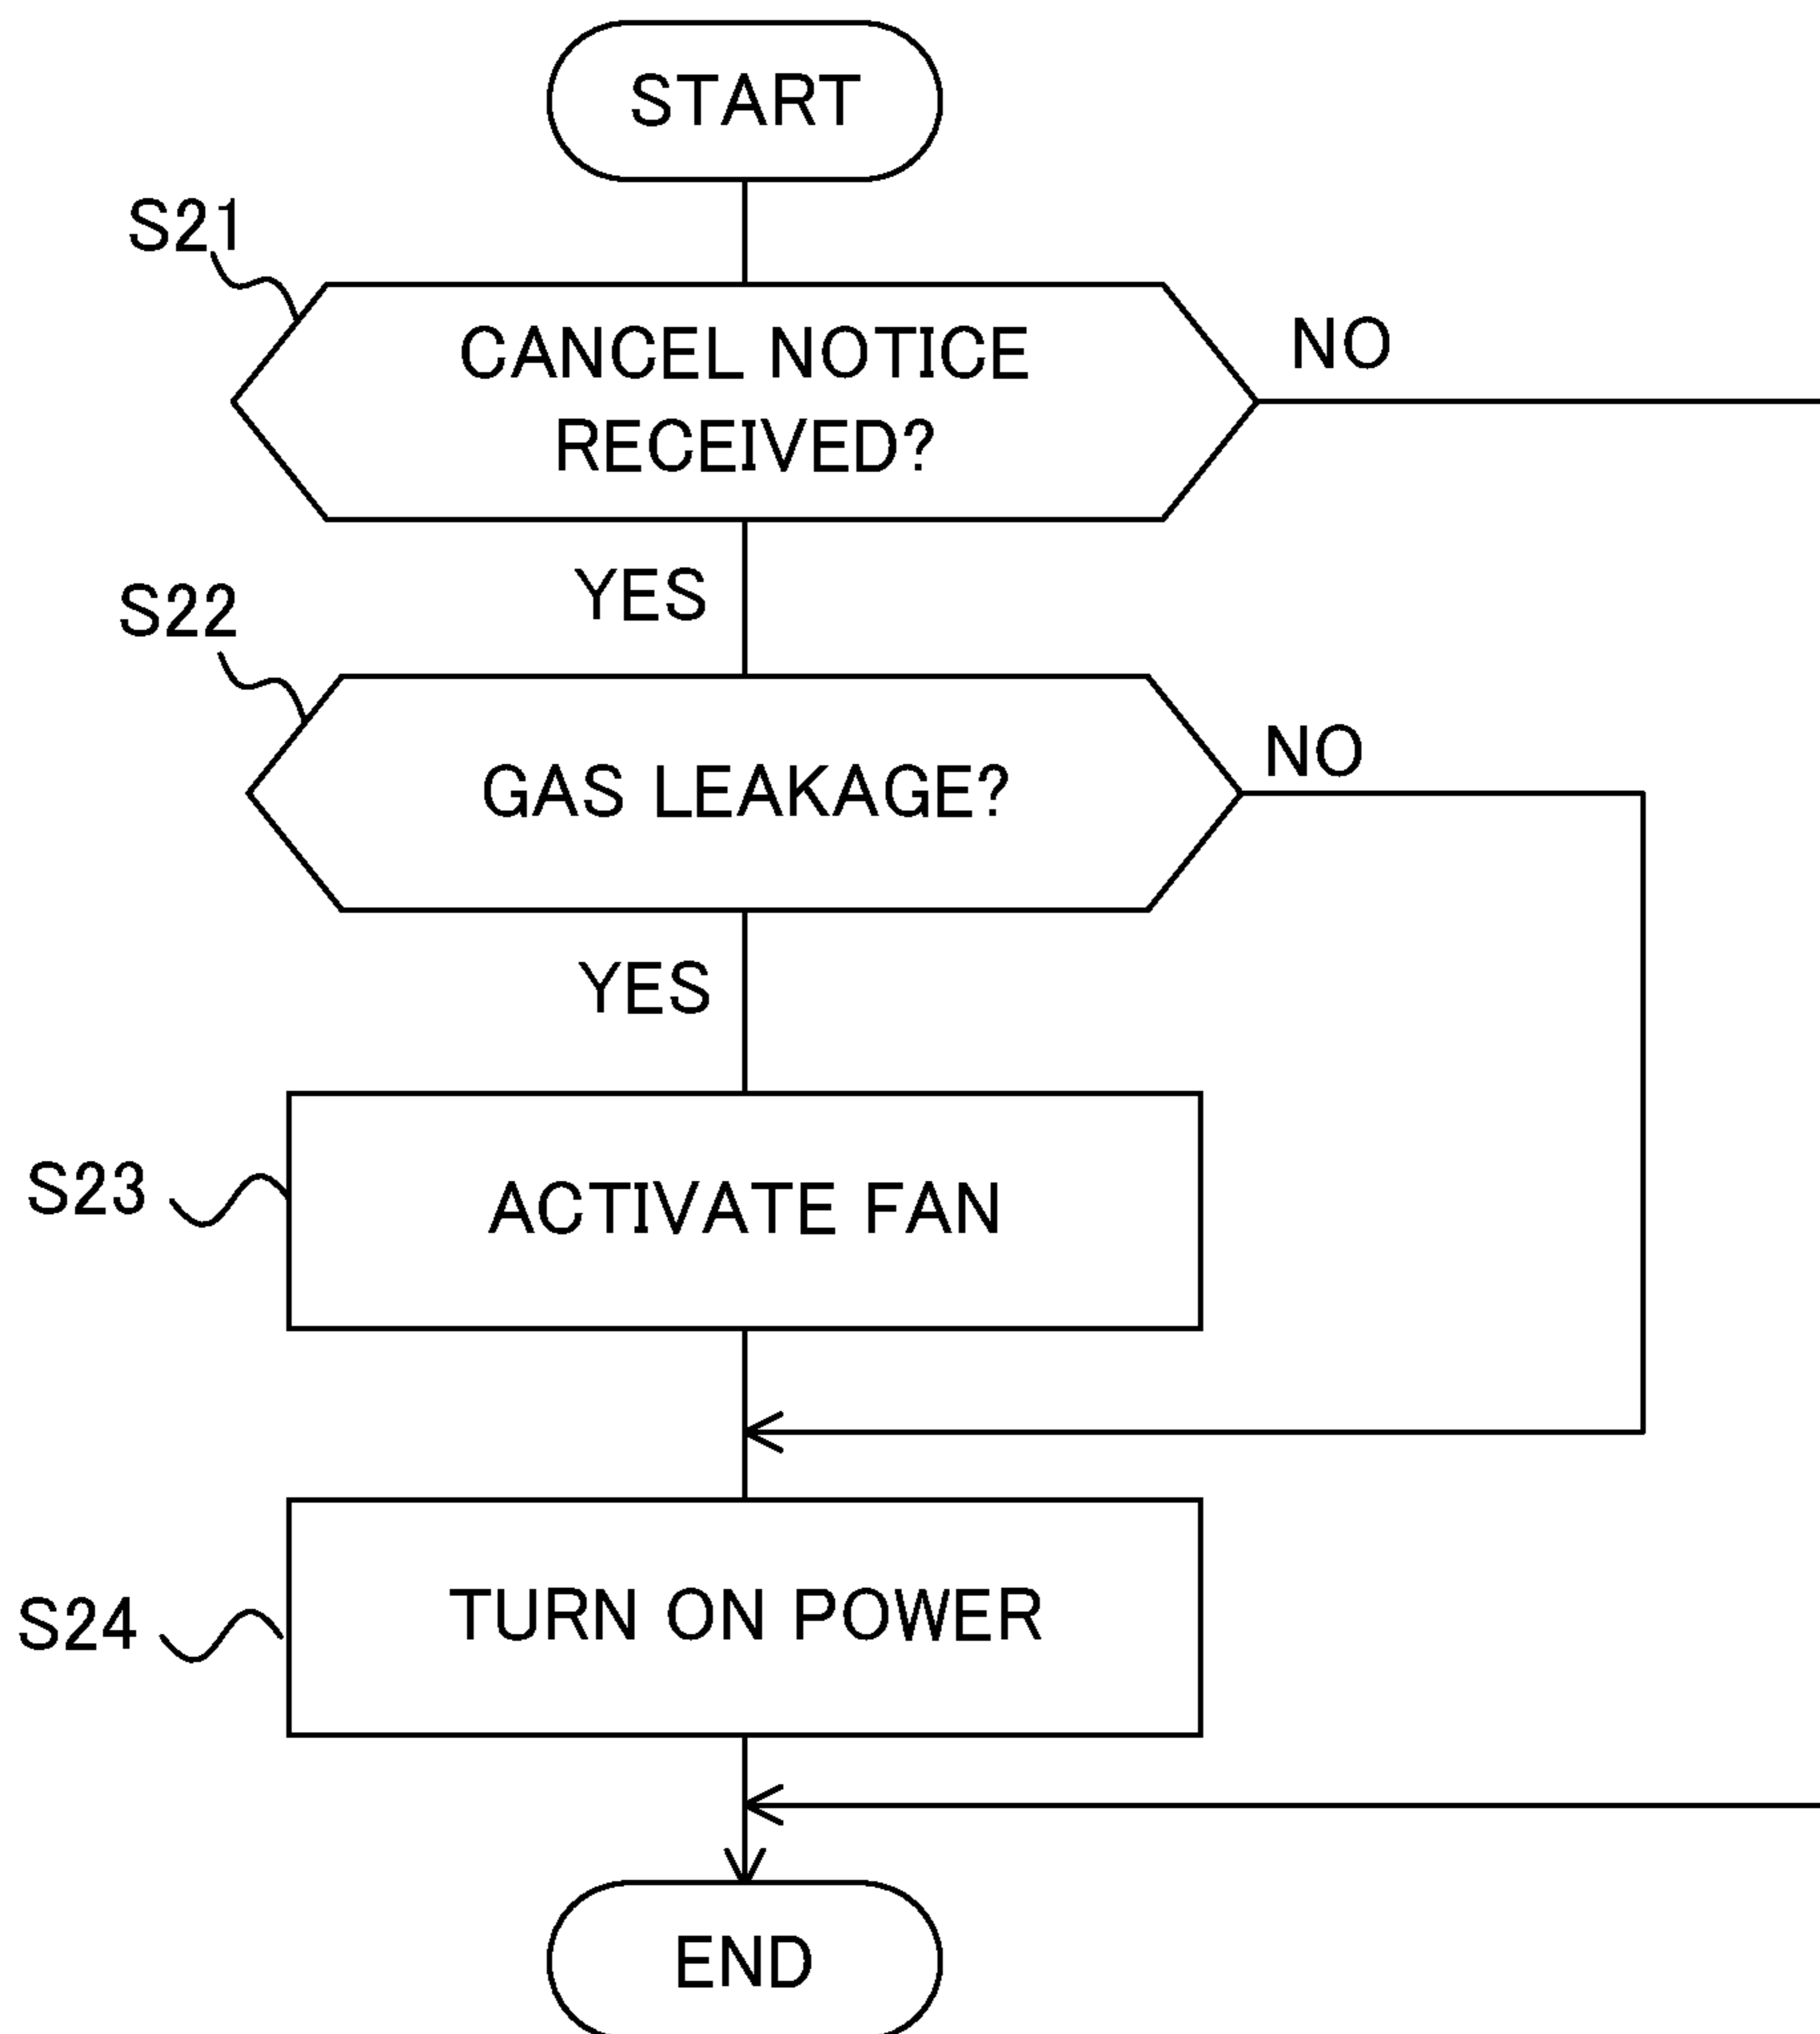 START
S21
CANCEL NOTICE
RECEIVED?
NO
YES
S22
GAS LEAKAGE?
NO
YES
S23
ACTIVATE FAN
S24
TURN ON POWER
END